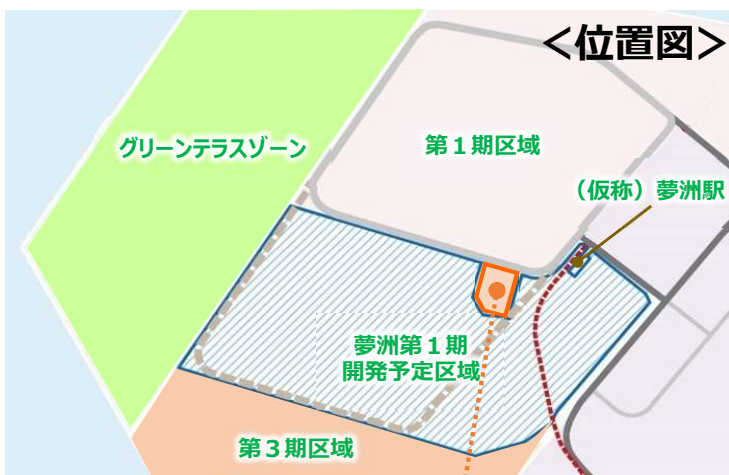 ＜位置図＞
グリーンテラスゾーン
第１期区域
（仮称）夢洲駅
夢洲第１期
開発予定区域
第３期区域